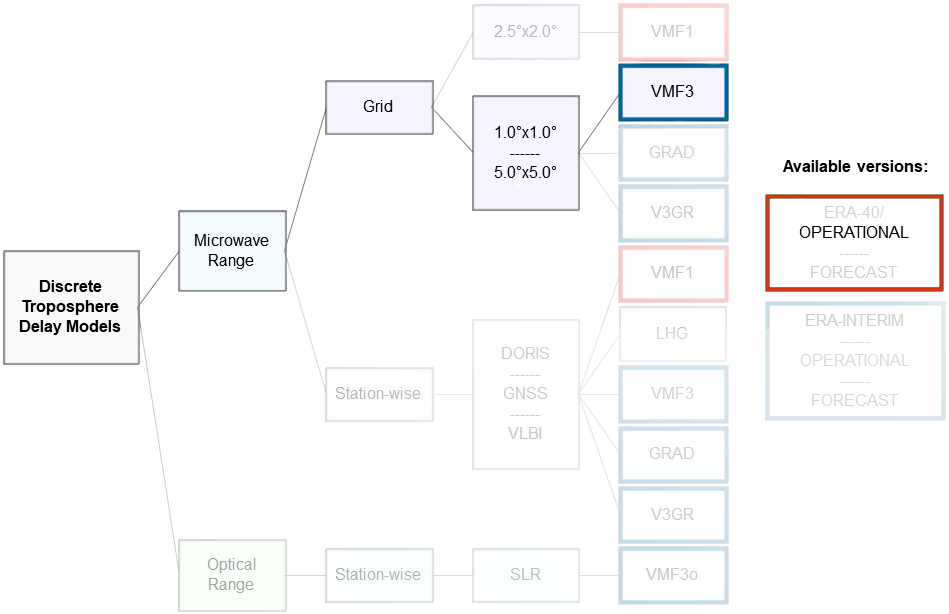 Discrete
Troposphere
Delay Models
Microwave
Range
Optical
Range
Grid
Station-wise
Station-wise
2.5°x2.0°
1.0°x1.0°
------
5.0°x5.0°
DORIS
------
GNSS
------
VLBI
SLR
VMF1
VMF3
GRAD
V3GR
VMF1
LHG
VMF3
GRAD
V3GR
VMF3o
Available versions:
ERA-40/
OPERATIONAL
------
FORECAST
ERA-INTERIM
------
OPERATIONAL
------
FORECAST